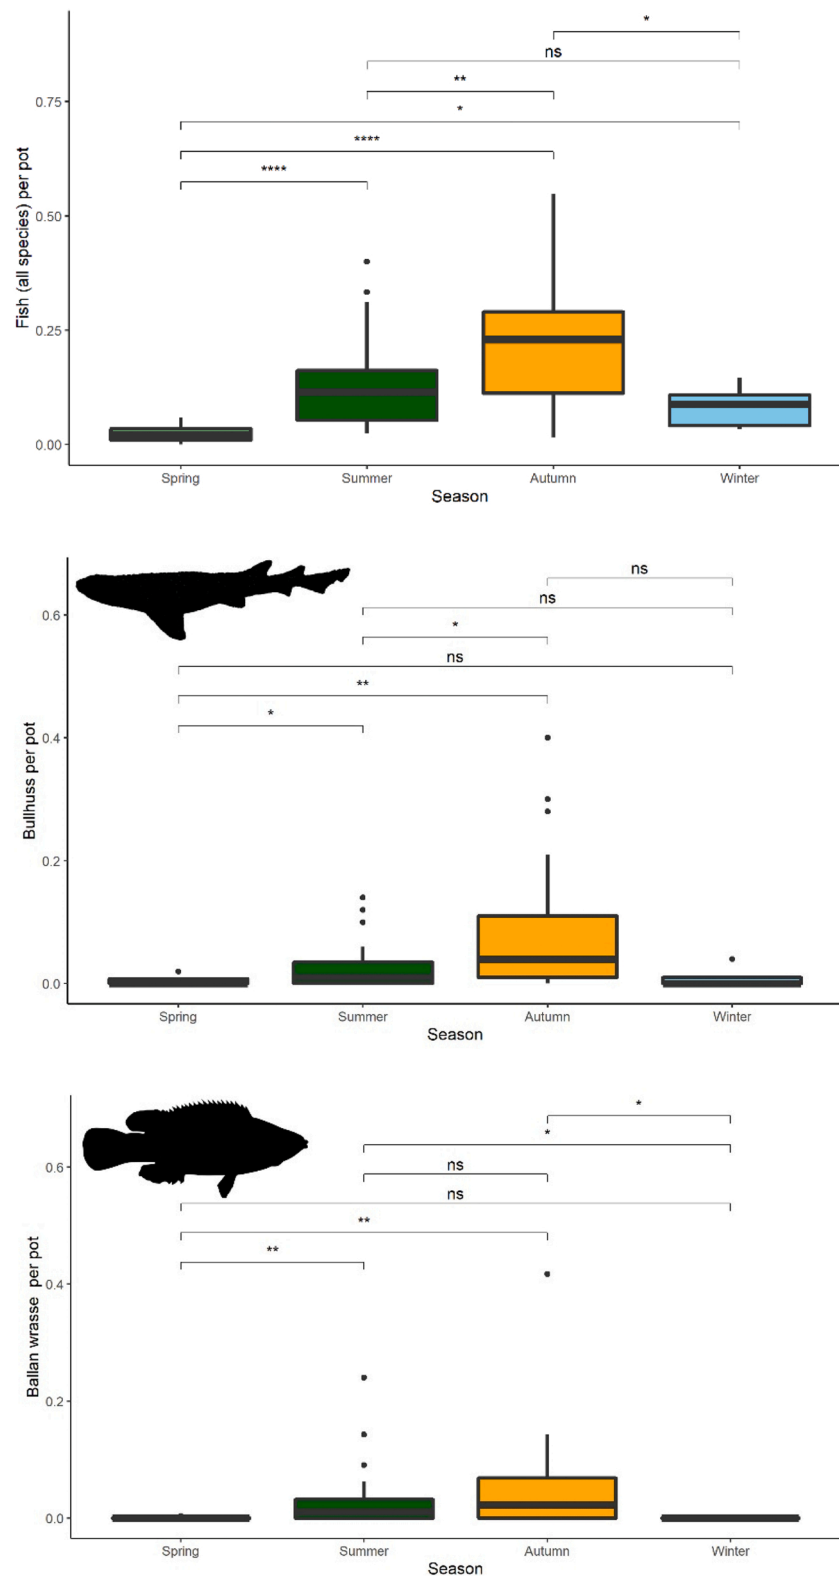 *
ns
**
*
****
****
Fish (all species) per pot
0.75
0.50
0.25
0.00
Spring Summer Autumn Winter
Season
ns
ns
*
ns
**
*
Bullhuss per pot
0.6
0.4
0.2
0.0
Spring Summer Autumn Winter
Season
*
*
ns
ns
**
**
Ballan wrasse per pot
0.6
0.4
0.2
0.0
Spring Summer Autumn Winter
Season